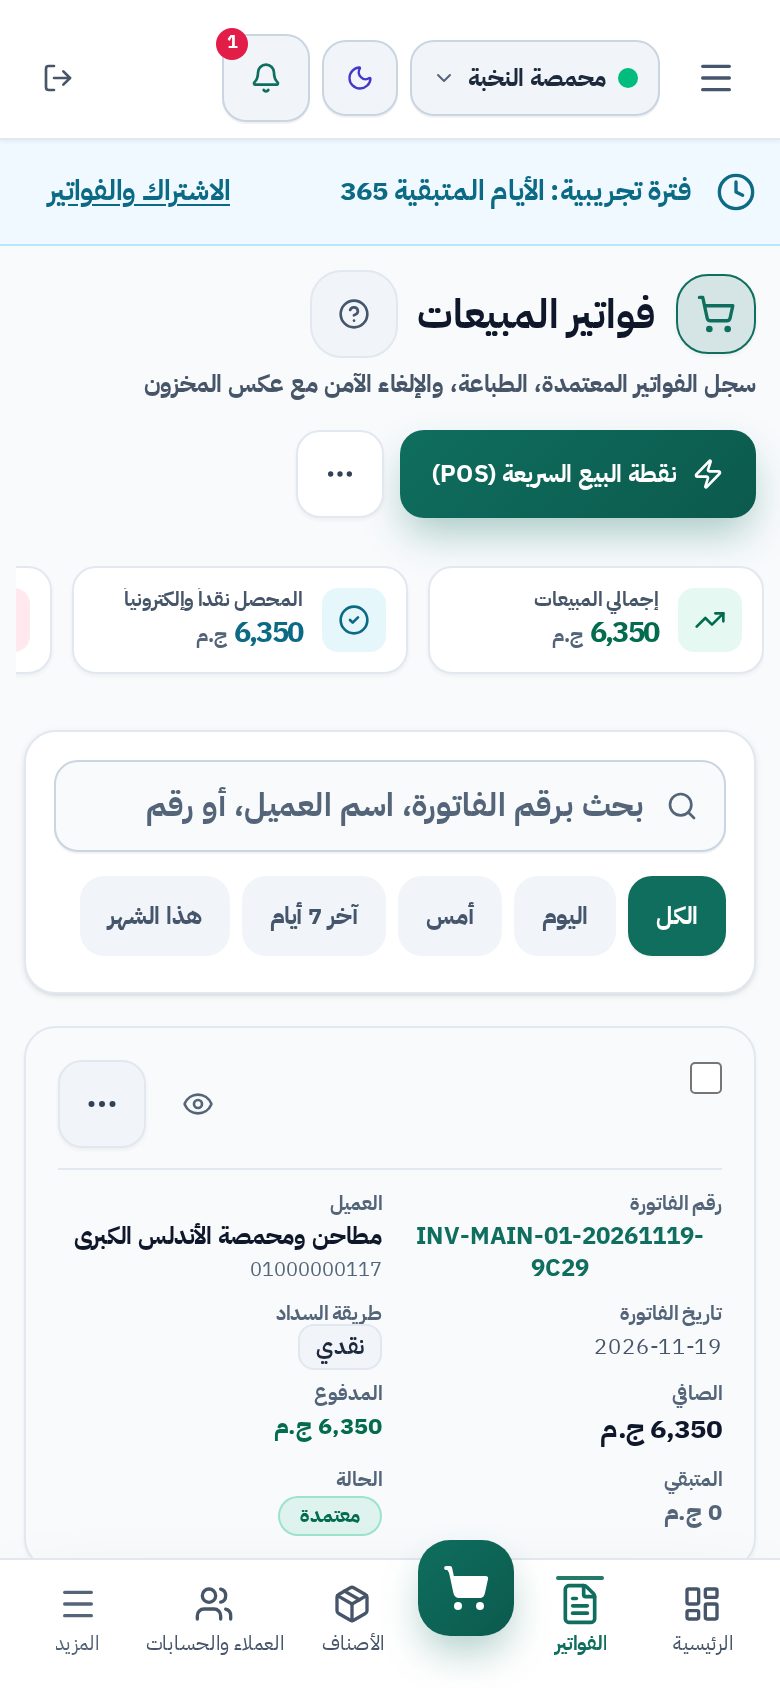 محمصة النخبة
1
فترة تجريبية: الأيام المتبقية 365
الاشتراك والفواتير
فواتير المبيعات
سجل الفواتير المعتمدة، الطباعة، والإلغاء الآمن مع عكس المخزون
نقطة البيع السريعة (POS)
إجمالي المبيعات
6,350 ج.م
المحصل نقداً وإلكترونياً
6,350 ج.م
بحث برقم الفاتورة، اسم العميل، أو رقم
الكل
اليوم
أمس
آخر 7 أيام
هذا الشهر
رقم الفاتورة
INV-MAIN-01-20261119-
9C29
العميل
مطاحن ومحمصة الأندلس الكبرى
01000000117
تاريخ الفاتورة
2026-11-19
طريقة السداد
نقدي
الصافي
6,350 ج.م
المدفوع
6,350 ج.م
المتبقي
0 ج.م
الحالة
معتمدة
الرئيسية
الفواتير
الأصناف
العملاء والحسابات
المزيد